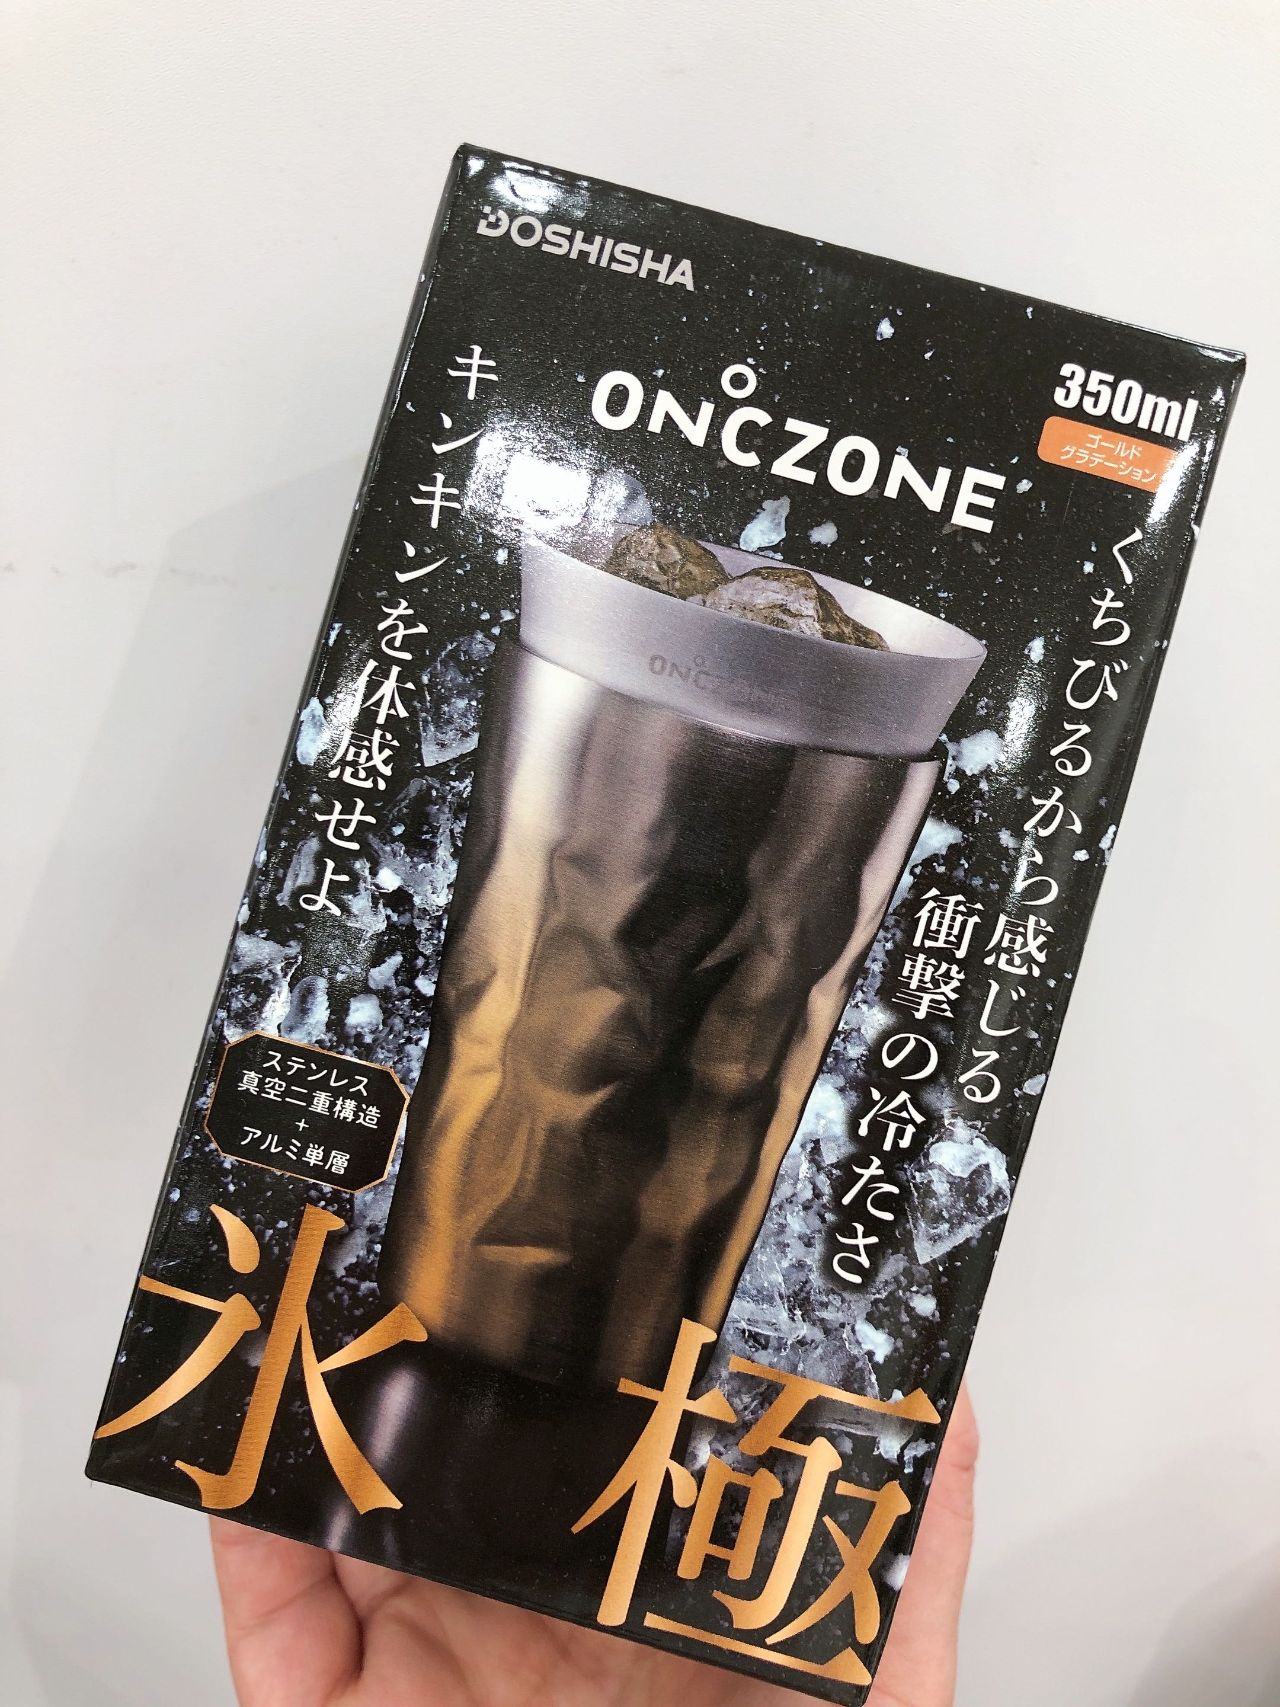 DOSHISHA
ON℃ZONE
350ml
ゴールド
グラデーション
キンキンを体感せよ
くちびるから感じる
衝撃の冷たさ
ステンレス
真空二重構造
+
アルミ単層
氷極